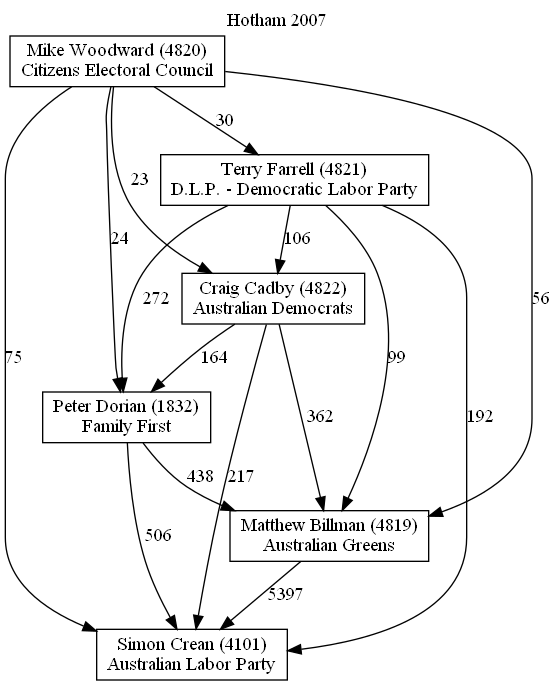 Hotham 2007
Mike Woodward (4820)
Citizens Electoral Council
30
Terry Farrell (4821)
D.L.P. - Democratic Labor Party
23
24
106
Craig Cadby (4822)
Australian Democrats
272
56
75
164
99
Peter Dorian (1832)
Family First
362
192
438
217
Matthew Billman (4819)
Australian Greens
506
5397
Simon Crean (4101)
Australian Labor Party